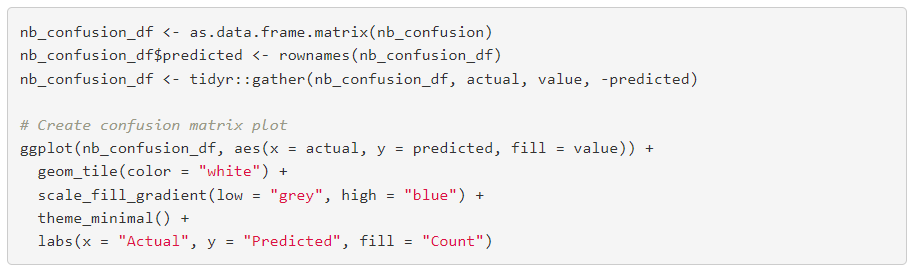 nb_confusion_df <- as.data.frame.matrix(nb_confusion)
nb_confusion_df$predicted <- rownames(nb_confusion_df)
nb_confusion_df <- tidyr::gather(nb_confusion_df, actual, value, -predicted)

# Create confusion matrix plot
ggplot(nb_confusion_df, aes(x = actual, y = predicted, fill = value)) +
  geom_tile(color = "white") +
  scale_fill_gradient(low = "grey", high = "blue") +
  theme_minimal() +
  labs(x = "Actual", y = "Predicted", fill = "Count")